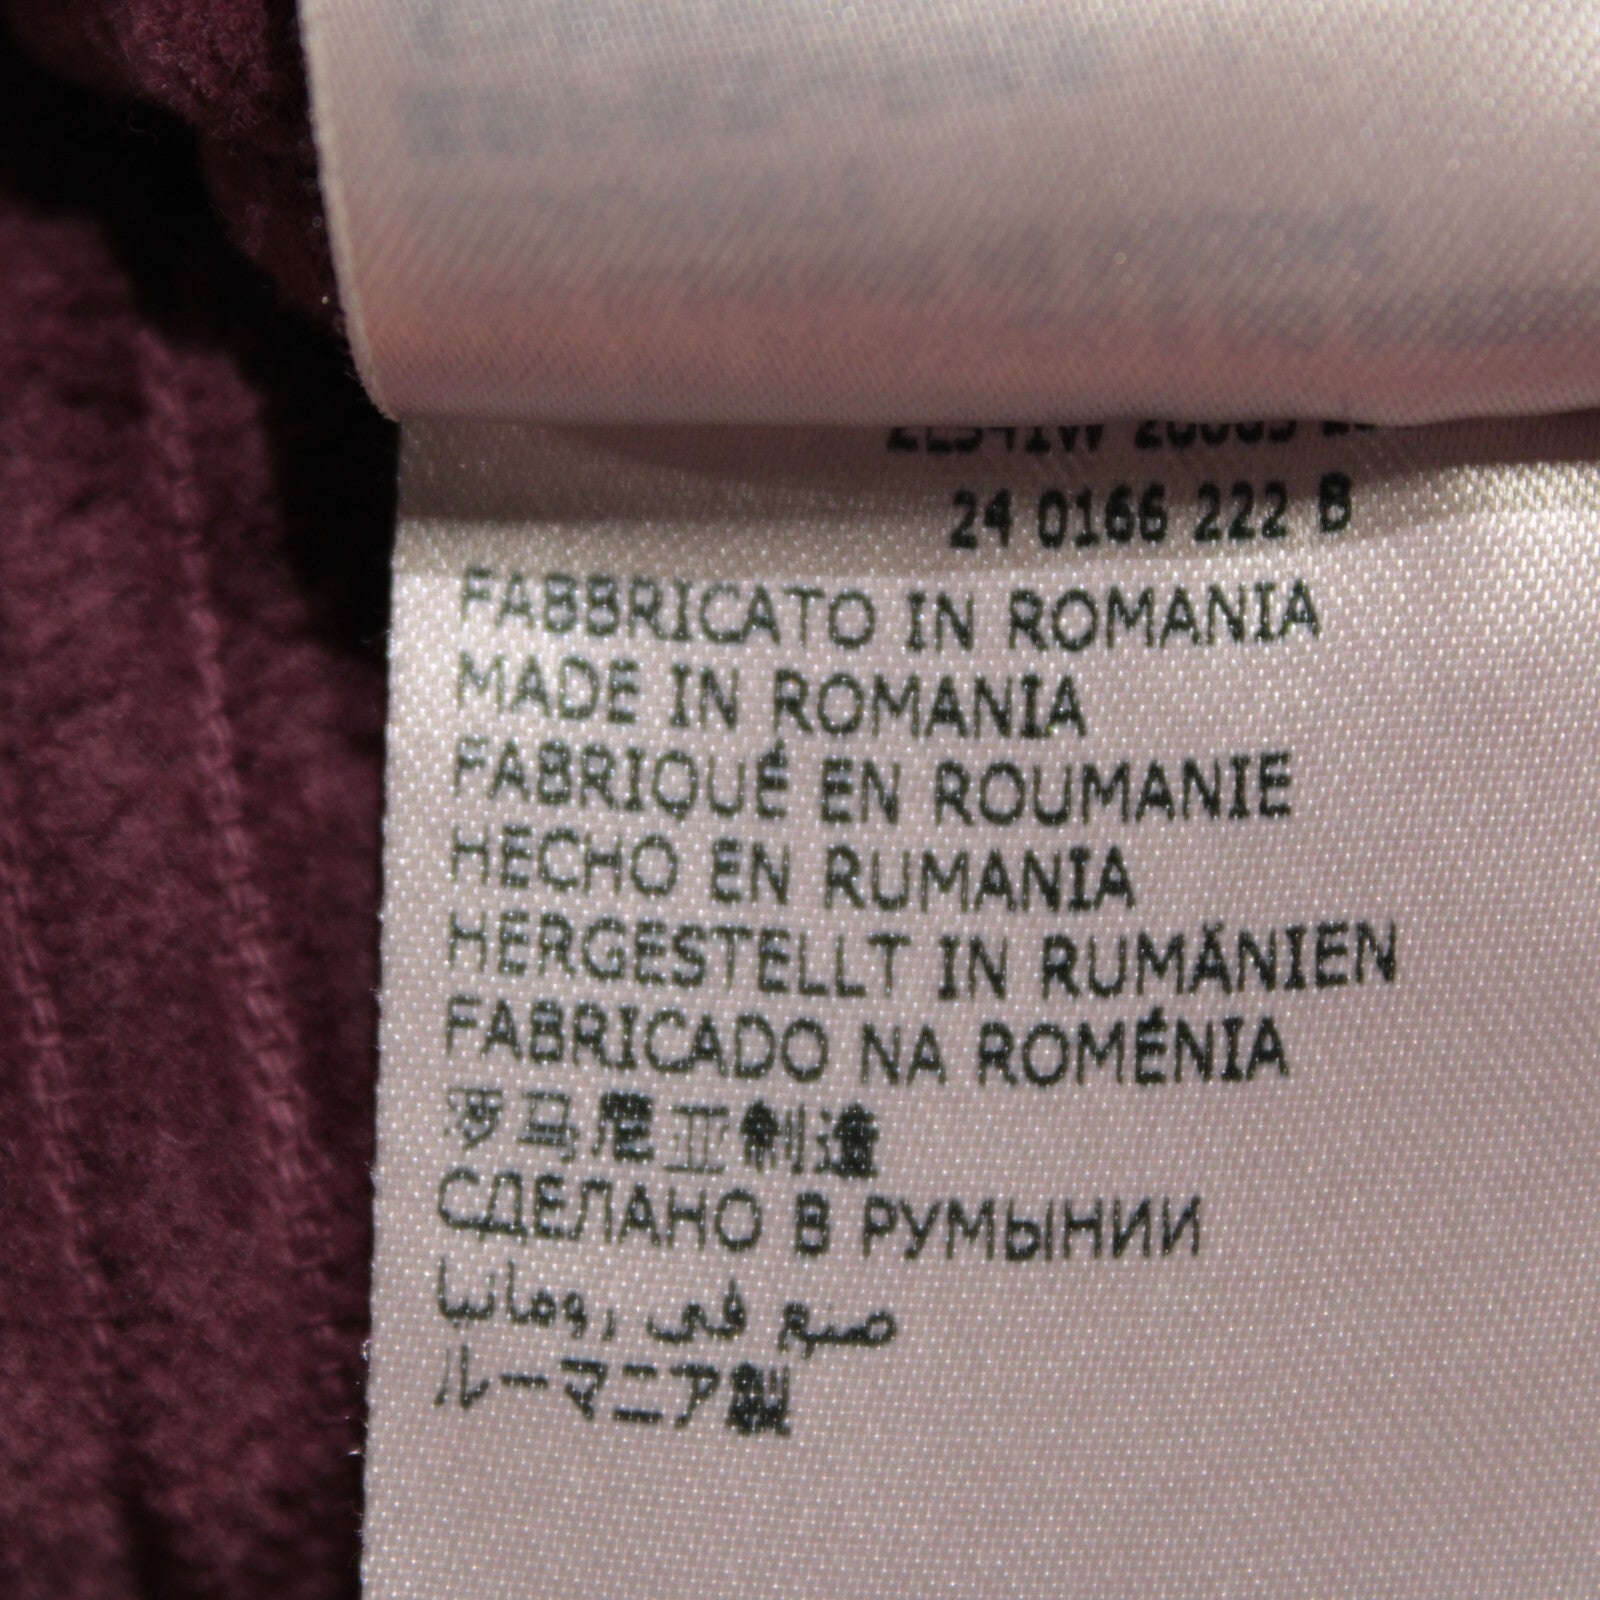 24 0166 222 B
FABBRICATO IN ROMANIA
MADE IN ROMANIA
FABRIQUÉ EN ROUMANIE
HECHO EN RUMANIA
HERGESTELLT IN RUMÄNIEN
FABRICADO NA ROMÉNIA
罗马尼亚制造
СДЕЛАНО В РУМЫНИИ
صنع في رومانيا
ルーマニア製